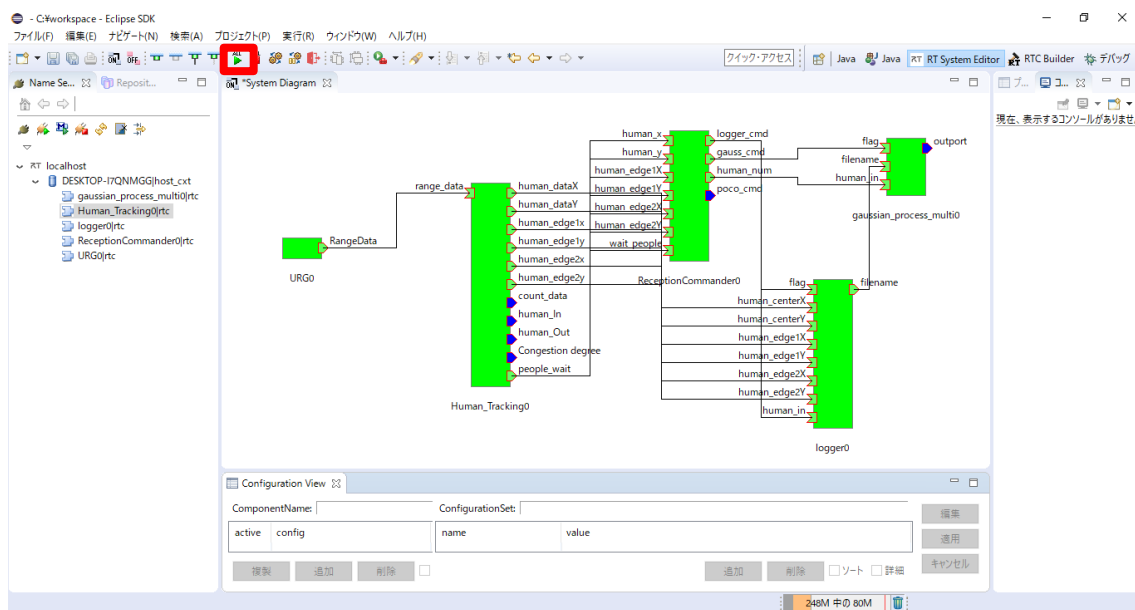 - C:¥workspace - Eclipse SDK
ファイル(F) 編集(E) ナビゲート(N) 検索(A) プロジェクト(P) 実行(R) ウィンドウ(W) ヘルプ(H)
ALL
クイック・アクセス
Java
Java
RT System Editor
RTC Builder
デバッグ
Name Se...
Reposit...
*System Diagram
プ...
コ...
現在、表示するコンソールがありませ
RT localhost
DESKTOP-I7QNMGG|host_cxt
gaussian_process_multi0|rtc
Human_Tracking0|rtc
logger0|rtc
ReceptionCommander0|rtc
URG0|rtc
RangeData
URG0
range_data
human_dataX
human_dataY
human_edge1x
human_edge1y
human_edge2x
human_edge2y
count_data
human_In
human_Out
Congestion degree
people_wait
Human_Tracking0
human_x
human_y
human_edge1X
human_edge1Y
human_edge2X
human_edge2Y
wait_people
logger_cmd
gauss_cmd
human_num
poco_cmd
ReceptionCommander0
flag
filename
human_in
outport
gaussian_process_multi0
flag
human_centerX
human_centerY
human_edge1X
human_edge1Y
human_edge2X
human_edge2Y
human_in
filename
logger0
Configuration View
ComponentName:
ConfigurationSet:
active config
name value
複製 追加 削除
追加 削除 ソート 詳細
編集
適用
キャンセル
248M 中の 80M